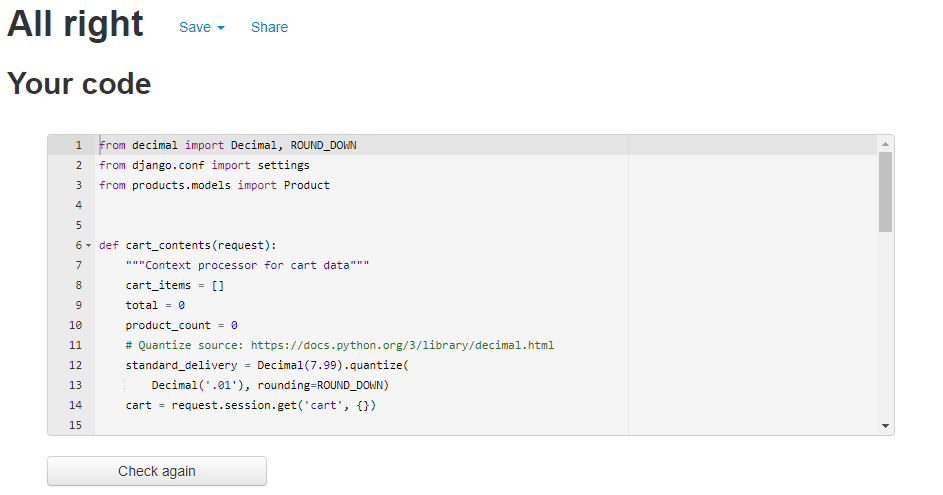 All right Save Share
Your code
1 from decimal import Decimal, ROUND_DOWN
2 from django.conf import settings
3 from products.models import Product
4
5
6 def cart_contents(request):
7 """Context processor for cart data"""
8 cart_items = []
9 total = 0
10 product_count = 0
11 # Quantize source: https://docs.python.org/3/library/decimal.html
12 standard_delivery = Decimal(7.99).quantize(
13 Decimal('.01'), rounding=ROUND_DOWN)
14 cart = request.session.get('cart', {})
15
Check again